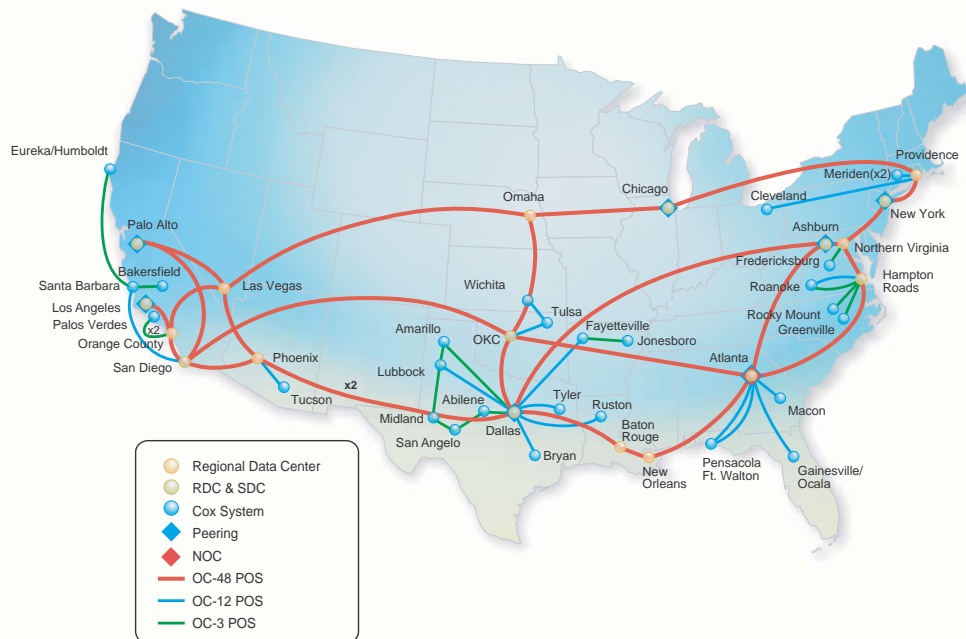 Eureka/Humboldt
Providence
Meriden(x2)
Omaha
Chicago
Cleveland
New York
Palo Alto
Ashburn
Northern Virginia
Fredericksburg
Bakersfield
Santa Barbara
Las Vegas
Wichita
Roanoke
Hampton
Roads
Los Angeles
Palos Verdes
x2
Tulsa
Rocky Mount
Greenville
Orange County
Amarillo
Fayetteville
OKC
Jonesboro
San Diego
Phoenix
Atlanta
Lubbock
x2
Tucson
Abilene
Tyler
Ruston
Macon
Midland
San Angelo
Dallas
Baton
Rouge
Bryan
New
Orleans
Pensacola
Ft. Walton
Gainesville/
Ocala
Regional Data Center
RDC & SDC
Cox System
Peering
NOC
OC-48 POS
OC-12 POS
OC-3 POS